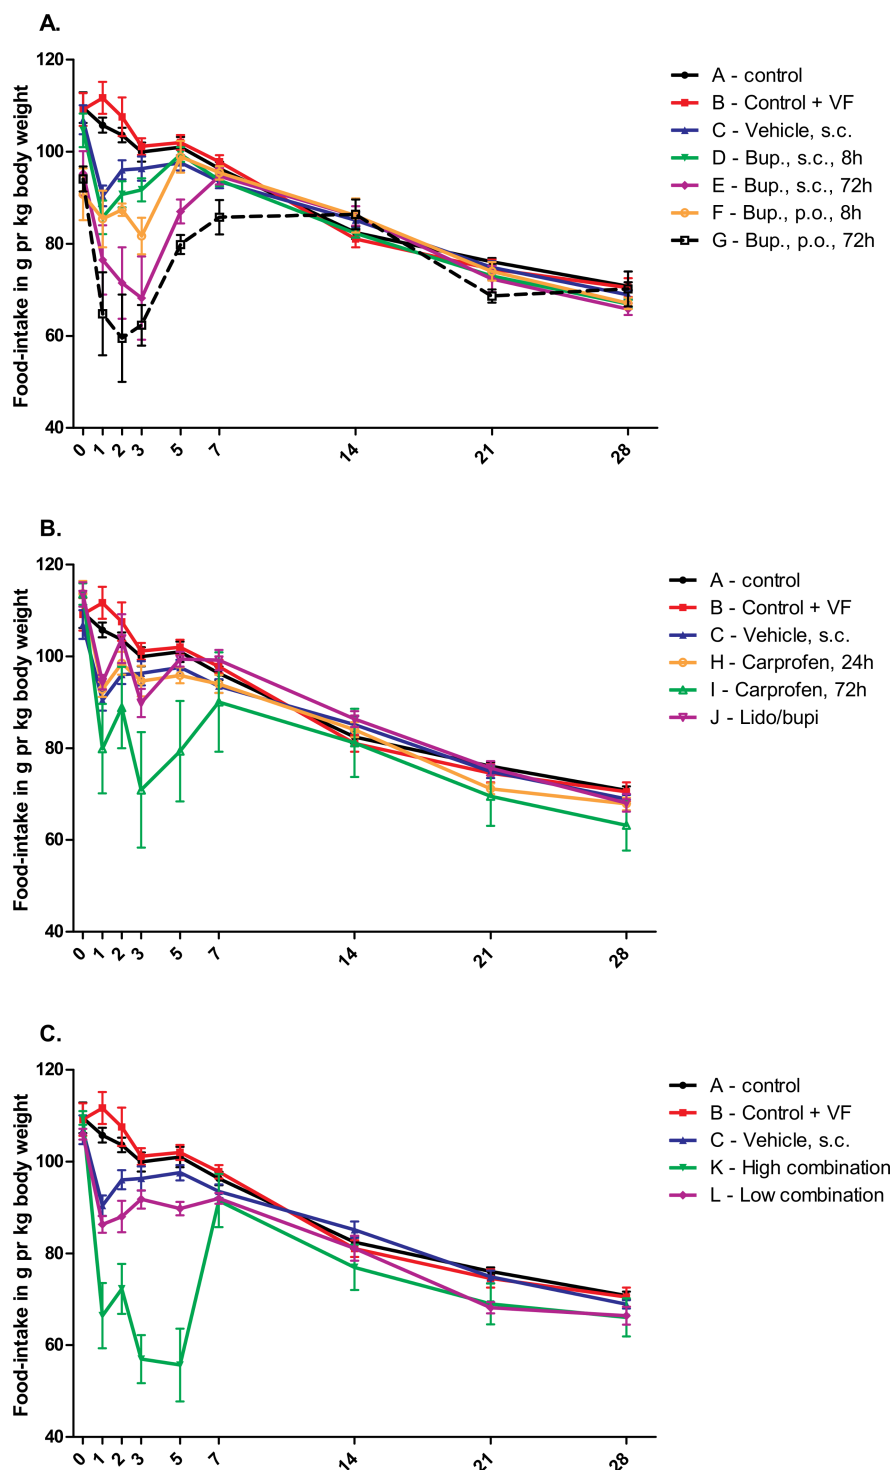 A.
Food-intake in g pr kg body weight
120
100
80
60
40
0 1 2 3 5 7 14 21 28
A - control
B - Control + VF
C - Vehicle, s.c.
D - Bup., s.c., 8h
E - Bup., s.c., 72h
F - Bup., p.o., 8h
G - Bup., p.o., 72h
B.
Food-intake in g pr kg body weight
120
100
80
60
40
0 1 2 3 5 7 14 21 28
A - control
B - Control + VF
C - Vehicle, s.c.
H - Carprofen, 24h
I - Carprofen, 72h
J - Lido/bupi
C.
Food-intake in g pr kg body weight
120
100
80
60
40
0 1 2 3 5 7 14 21 28
A - control
B - Control + VF
C - Vehicle, s.c.
K - High combination
L - Low combination